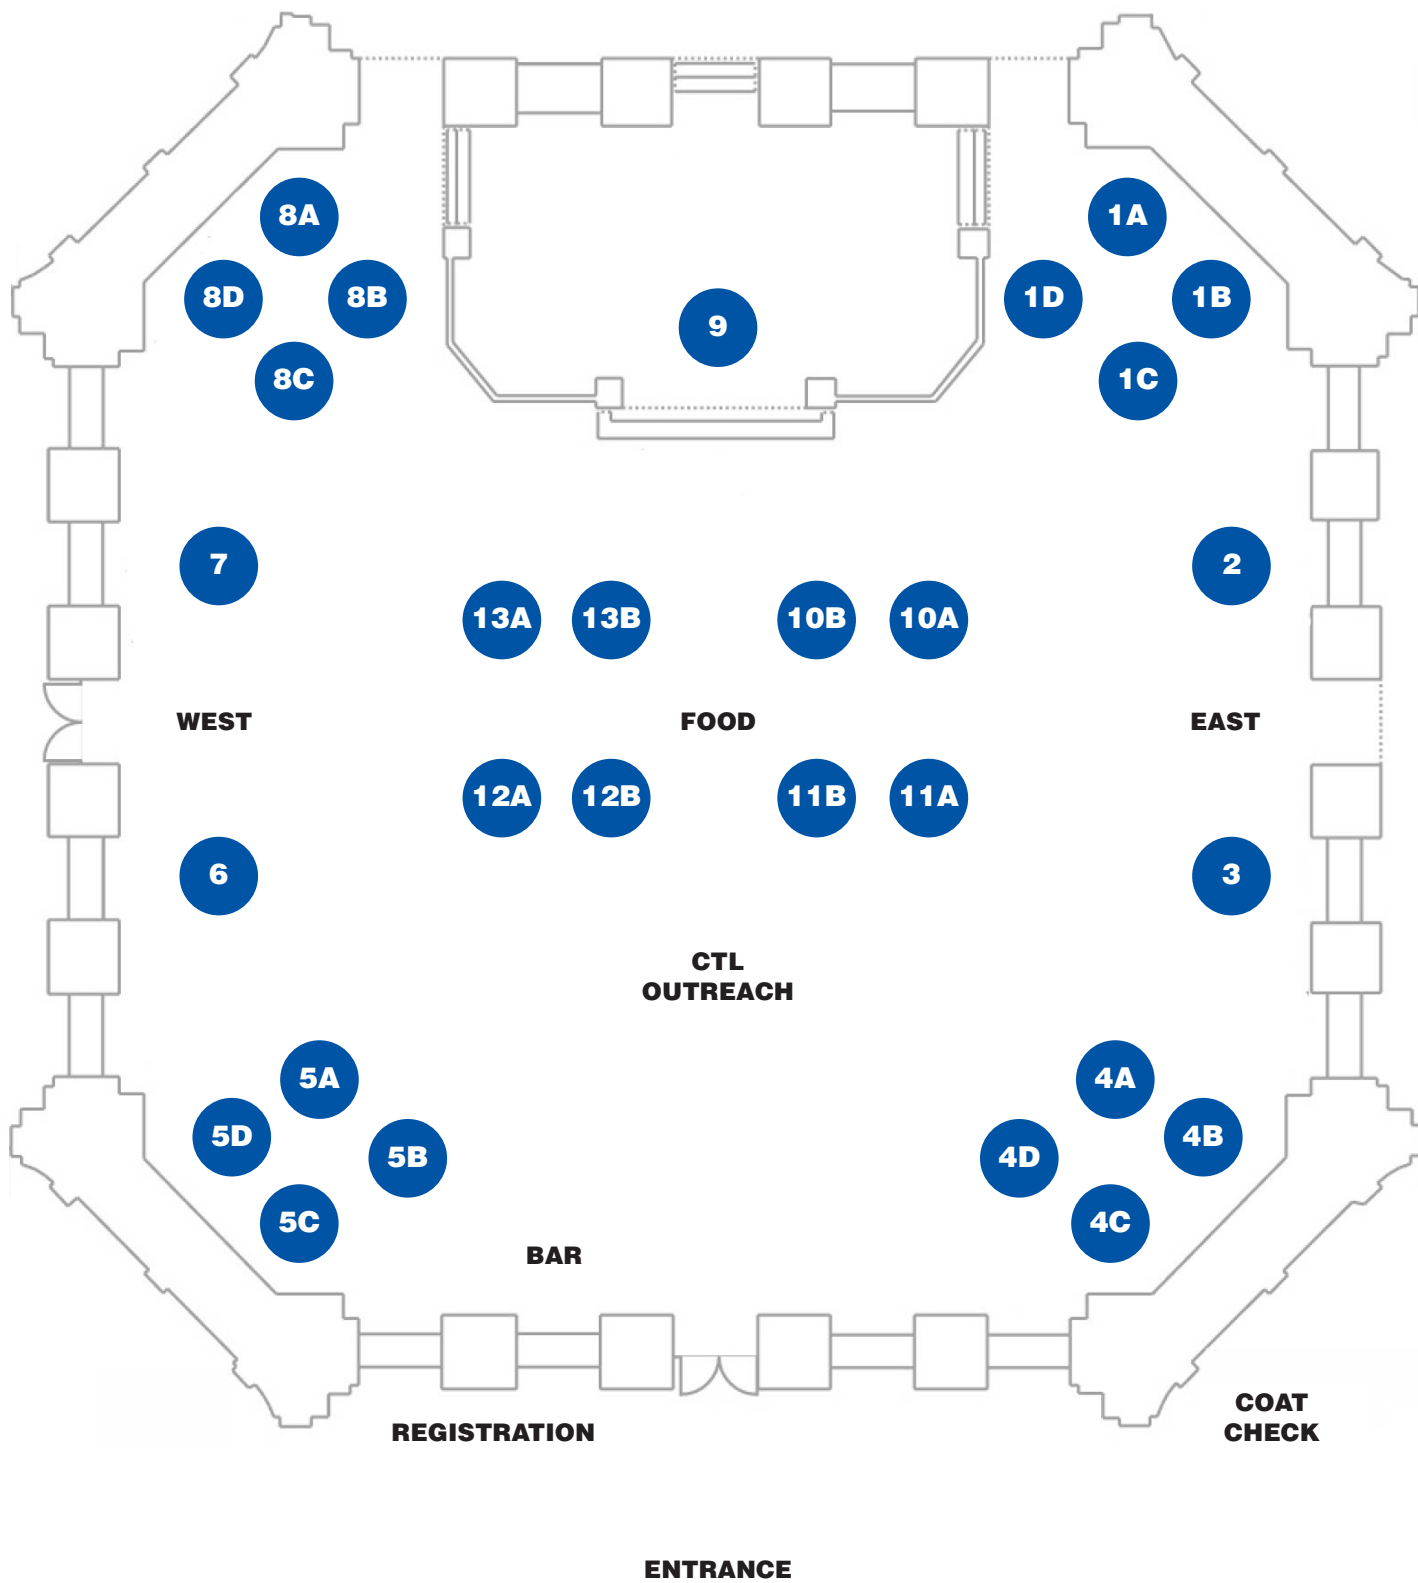 8A
1A
8D
8B
1D
1B
9
8C
1C
7
2
13A
13B
10B
10A
WEST
FOOD
EAST
12A
12B
11B
11A
6
3
CTL
OUTREACH
5A
4A
5D
5B
4D
4B
5C
4C
BAR
COAT
CHECK
REGISTRATION
ENTRANCE